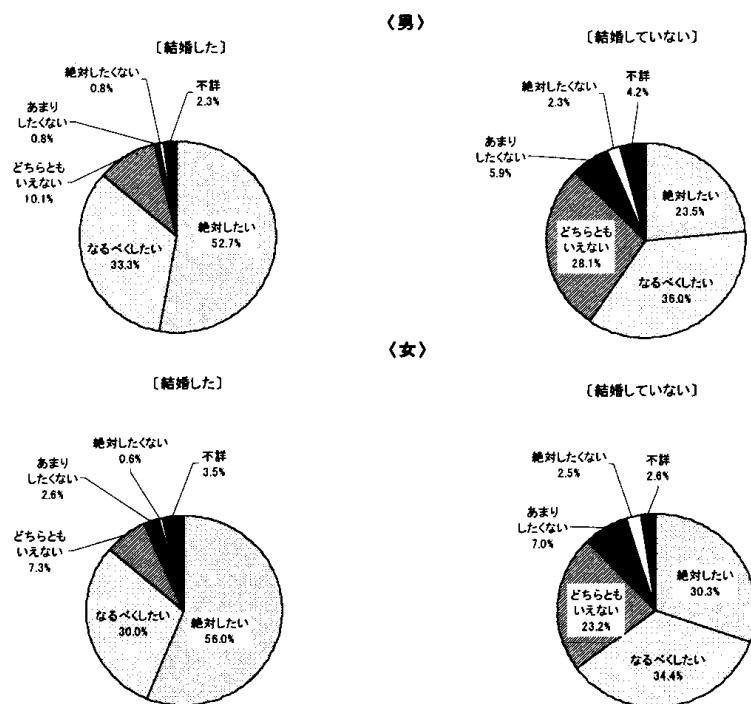 〈男〉
〔結婚した〕
絶対したくない
0.8%
不詳
2.3%
あまり
したくない
0.8%
どちらとも
いえない
10.1%
なるべくしたい
33.3%
絶対したい
52.7%
〔結婚していない〕
絶対したくない
2.3%
不詳
4.2%
あまり
したくない
5.9%
どちらとも
いえない
28.1%
絶対したい
23.5%
なるべくしたい
36.0%
〈女〉
〔結婚した〕
絶対したくない
0.6%
不詳
3.5%
あまり
したくない
2.6%
どちらとも
いえない
7.3%
なるべくしたい
30.0%
絶対したい
56.0%
〔結婚していない〕
絶対したくない
2.5%
不詳
2.6%
あまり
したくない
7.0%
どちらとも
いえない
23.2%
絶対したい
30.3%
なるべくしたい
34.4%